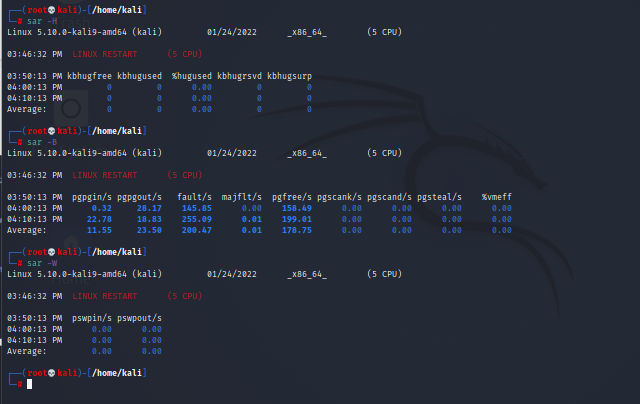 ┌──(root💀kali)-[/home/kali]
└─# sar -H
Linux 5.10.0-kali9-amd64 (kali) 01/24/2022 _x86_64_ (5 CPU)
03:46:32 PM LINUX RESTART (5 CPU)
03:50:13 PM kbhugfree kbhugused %hugused kbhugrsvd kbhugsurp
04:00:13 PM 0 0 0.00 0 0
04:10:13 PM 0 0 0.00 0 0
Average: 0 0 0.00 0 0
┌──(root💀kali)-[/home/kali]
└─# sar -B
Linux 5.10.0-kali9-amd64 (kali) 01/24/2022 _x86_64_ (5 CPU)
03:46:32 PM LINUX RESTART (5 CPU)
03:50:13 PM pgpgin/s pgpgout/s fault/s majflt/s pgfree/s pgscank/s pgscand/s pgsteal/s %vmeff
04:00:13 PM 0.32 28.17 145.85 0.00 158.49 0.00 0.00 0.00 0.00
04:10:13 PM 22.78 18.83 255.09 0.01 199.01 0.00 0.00 0.00 0.00
Average: 11.55 23.50 200.47 0.01 178.75 0.00 0.00 0.00 0.00
┌──(root💀kali)-[/home/kali]
└─# sar -W
Linux 5.10.0-kali9-amd64 (kali) 01/24/2022 _x86_64_ (5 CPU)
03:46:32 PM LINUX RESTART (5 CPU)
03:50:13 PM pswpin/s pswpout/s
04:00:13 PM 0.00 0.00
04:10:13 PM 0.00 0.00
Average: 0.00 0.00
┌──(root💀kali)-[/home/kali]
└─#